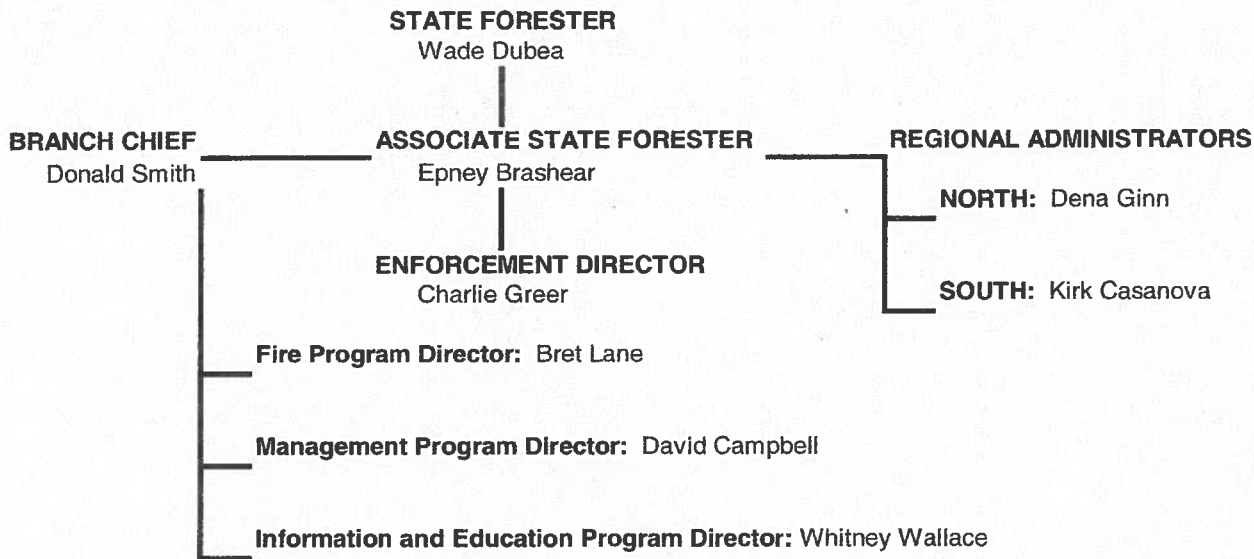 STATE FORESTER
Wade Dubea
BRANCH CHIEF
Donald Smith
ASSOCIATE STATE FORESTER
Epney Brashear
REGIONAL ADMINISTRATORS
NORTH: Dena Ginn
SOUTH: Kirk Casanova
ENFORCEMENT DIRECTOR
Charlie Greer
Fire Program Director: Bret Lane
Management Program Director: David Campbell
Information and Education Program Director: Whitney Wallace